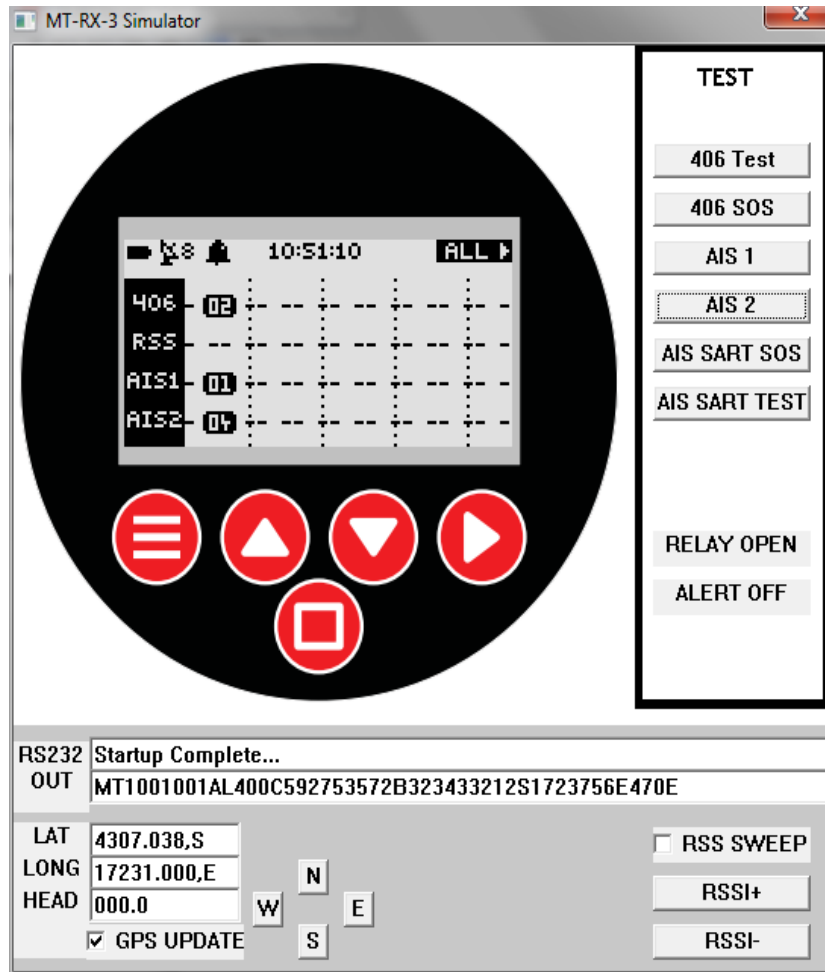 MT-RX-3 Simulator
8 10:51:10 ALL
406 02
RSS
AIS1 01
AIS2 04
TEST
406 Test
406 SOS
AIS 1
AIS 2
AIS SART SOS
AIS SART TEST
RELAY OPEN
ALERT OFF
RS232 OUT
Startup Complete...
MT1001001AL400C592753572B323433212S1723756E470E
LAT 4307.038,S
LONG 17231.000,E
HEAD 000.0
GPS UPDATE
N
W E
S
RSS SWEEP
RSSI+
RSSI-